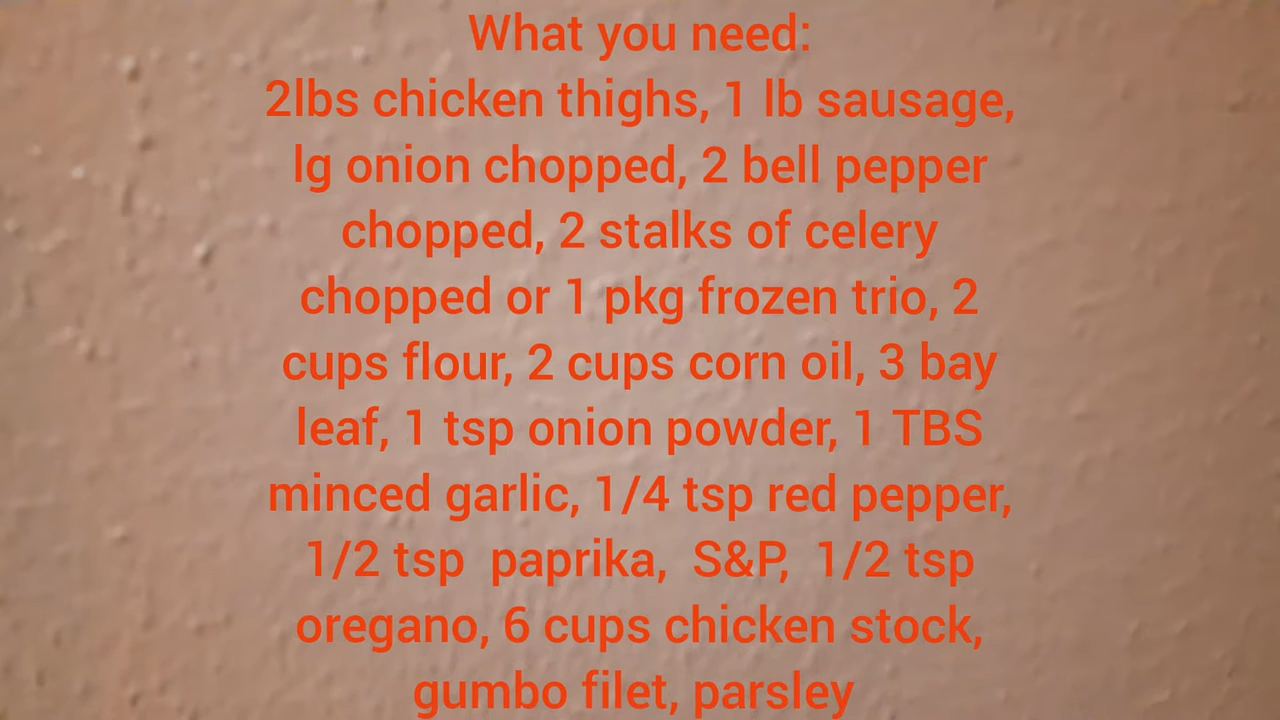 What you need:
2lbs chicken thighs, 1 lb sausage,
lg onion chopped, 2 bell pepper
chopped, 2 stalks of celery
chopped or 1 pkg frozen trio, 2
cups flour, 2 cups corn oil, 3 bay
leaf, 1 tsp onion powder, 1 TBS
minced garlic, 1/4 tsp red pepper,
1/2 tsp  paprika,  S&P,  1/2 tsp
oregano, 6 cups chicken stock,
gumbo filet, parsley